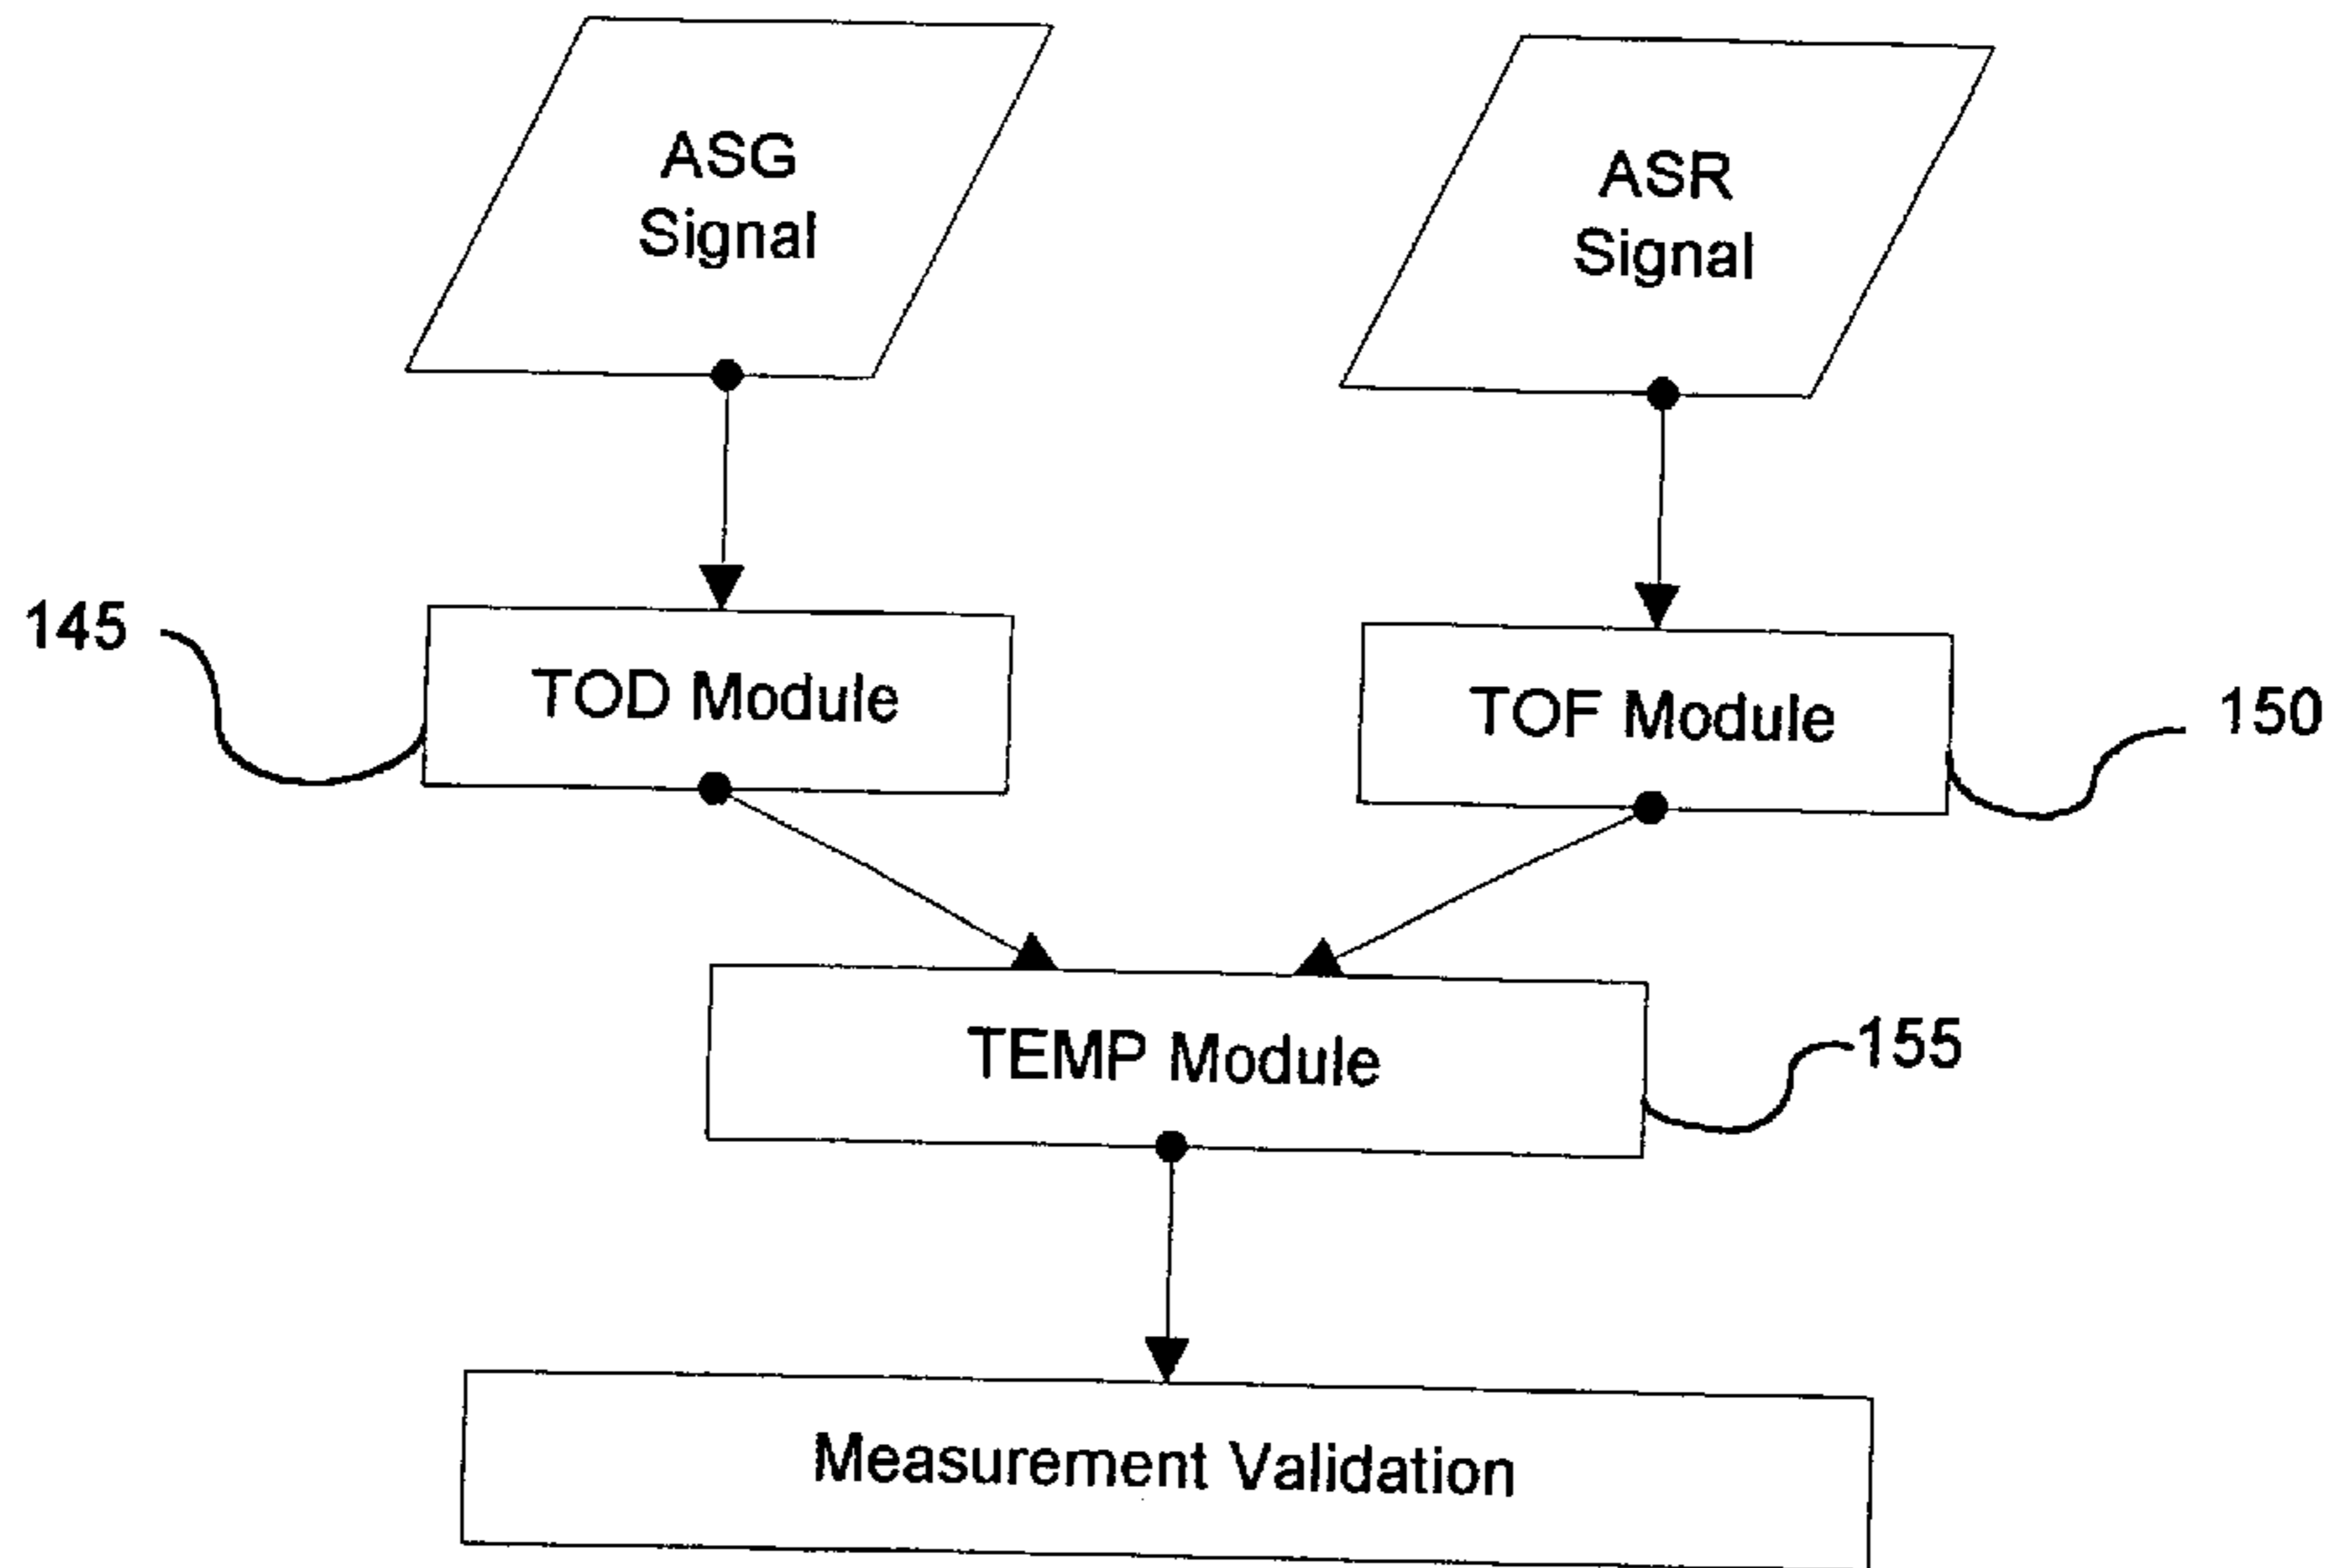 ASG
Signal
ASR
Signal
145
TOD Module
TOF Module
150
TEMP Module
155
Measurement Validation